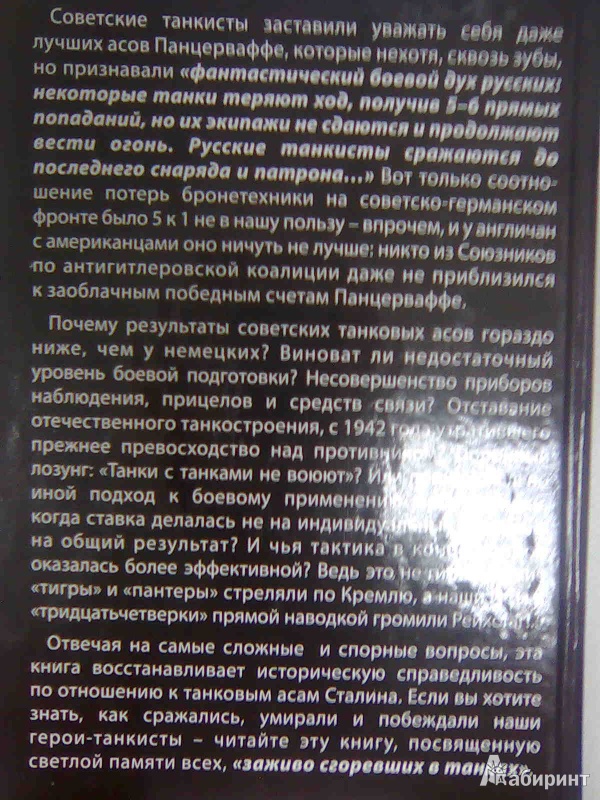 Советские танкисты заставили уважать себя даже
лучших асов Панцерваффе, которые нехотя, сквозь зубы,
но признавали «фантастический боевой дух русских:
некоторые танки теряют ход, получив 5–6 прямых
попаданий, но их экипажи не сдаются и продолжают
вести огонь. Русские танкисты сражаются до
последнего снаряда и патрона...» Вот только соотно-
шение потерь бронетехники на советско-германском
фронте было 5 к 1 не в нашу пользу – впрочем, и у англичан
с американцами оно ничуть не лучше: никто из Союзников
по антигитлеровской коалиции даже не приблизился
к заоблачным победным счетам Панцерваффе,
Почему результаты советских танковых асов гораздо
ниже, чем у немецких? Виноват ли недостаточный
уровень боевой подготовки? Несовершенство приборов
наблюдения, прицелов и средств связи? Отставание
отечественного танкостроения, с 1942 года
прежнее превосходство над
лозунг: «Танки с танками не воюют»?
иной подход к боевому
когда ставка делалась не на
на общий результат? И чья тактика в
оказалась более эффективной? Ведь это не
«тигры» и «пантеры» стреляли по Кремлю, а
«тридцатьчетверки» прямой наводкой громили
Отвечая на самые сложные и спорные вопросы, эта
книга восстанавливает историческую справедливость
по отношению к танковым асам Сталина. Если вы хотите
знать, как сражались, умирали и побеждали наши
герои-танкисты – читайте эту книгу, посвященную
светлой памяти всех, «заживо сгоревших в танках»
Лабиринт